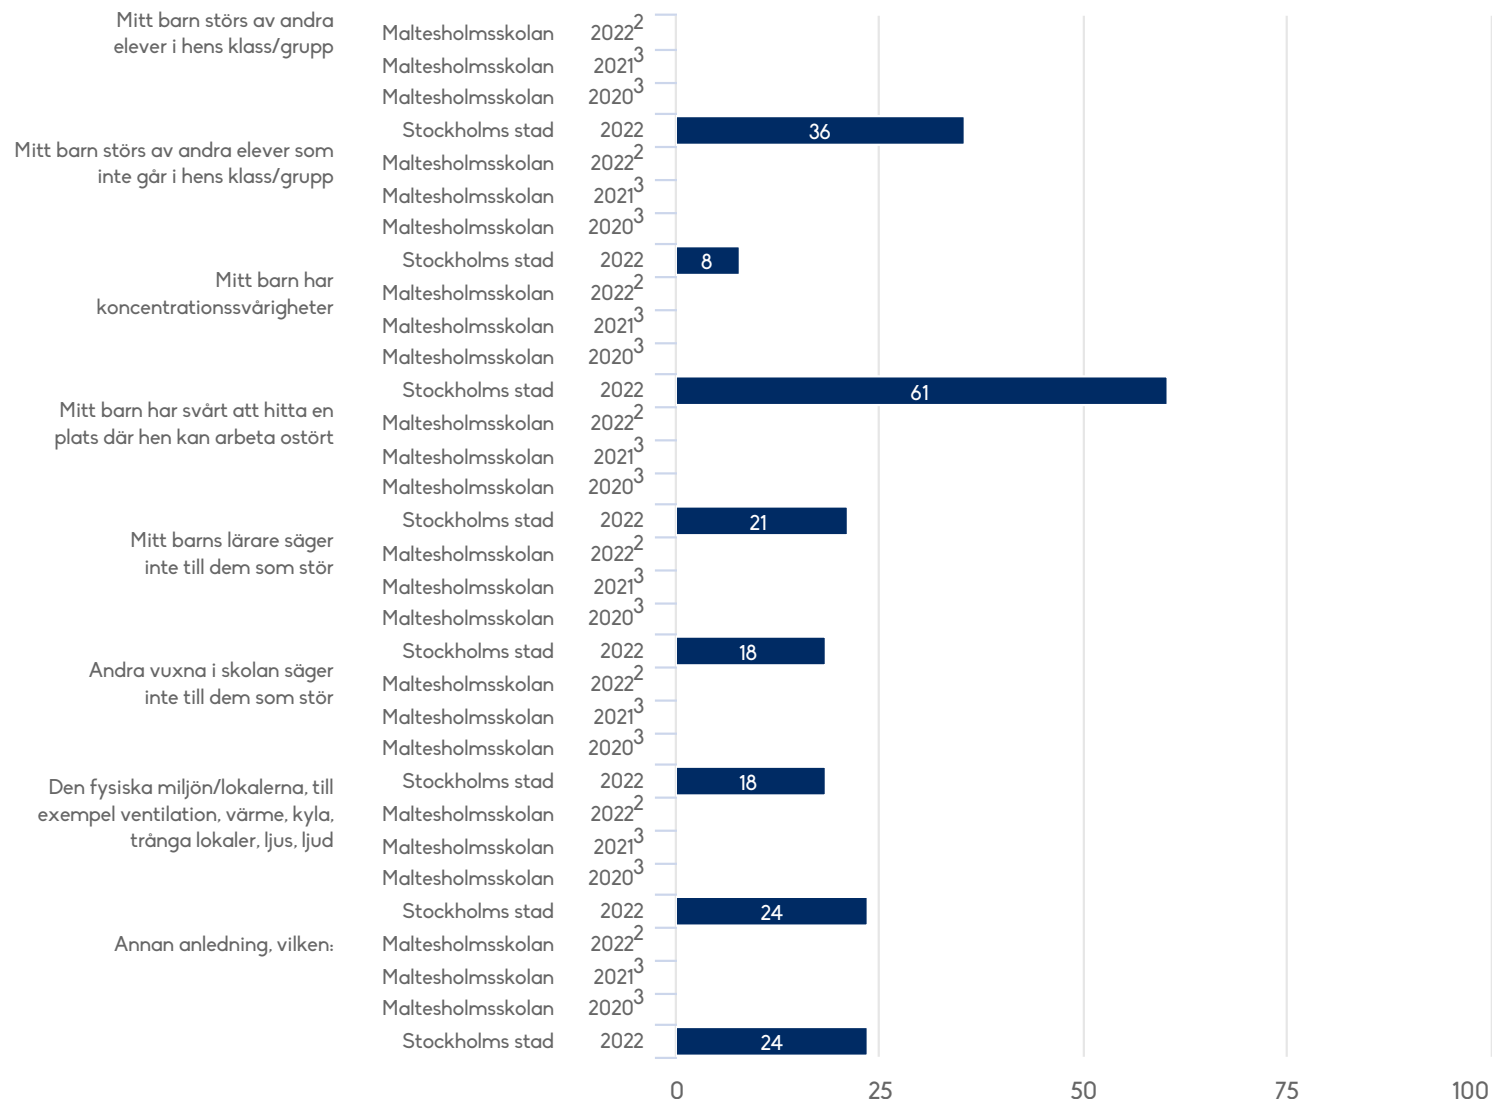 Mitt barn störs av andra
elever i hens klass/grupp
Maltesholmsskolan 2022²
Maltesholmsskolan 2021³
Maltesholmsskolan 2020³
Stockholms stad 2022 36
Mitt barn störs av andra elever som
inte går i hens klass/grupp
Maltesholmsskolan 2022²
Maltesholmsskolan 2021³
Maltesholmsskolan 2020³
Stockholms stad 2022 8
Mitt barn har
koncentrationssvårigheter
Maltesholmsskolan 2022²
Maltesholmsskolan 2021³
Maltesholmsskolan 2020³
Stockholms stad 2022 61
Mitt barn har svårt att hitta en
plats där hen kan arbeta ostört
Maltesholmsskolan 2022²
Maltesholmsskolan 2021³
Maltesholmsskolan 2020³
Stockholms stad 2022 21
Mitt barns lärare säger
inte till dem som stör
Maltesholmsskolan 2022²
Maltesholmsskolan 2021³
Maltesholmsskolan 2020³
Stockholms stad 2022 18
Andra vuxna i skolan säger
inte till dem som stör
Maltesholmsskolan 2022²
Maltesholmsskolan 2021³
Maltesholmsskolan 2020³
Stockholms stad 2022 18
Den fysiska miljön/lokalerna, till
exempel ventilation, värme, kyla,
trånga lokaler, ljus, ljud
Maltesholmsskolan 2022²
Maltesholmsskolan 2021³
Maltesholmsskolan 2020³
Stockholms stad 2022 24
Annan anledning, vilken:
Maltesholmsskolan 2022²
Maltesholmsskolan 2021³
Maltesholmsskolan 2020³
Stockholms stad 2022 24
0 25 50 75 100